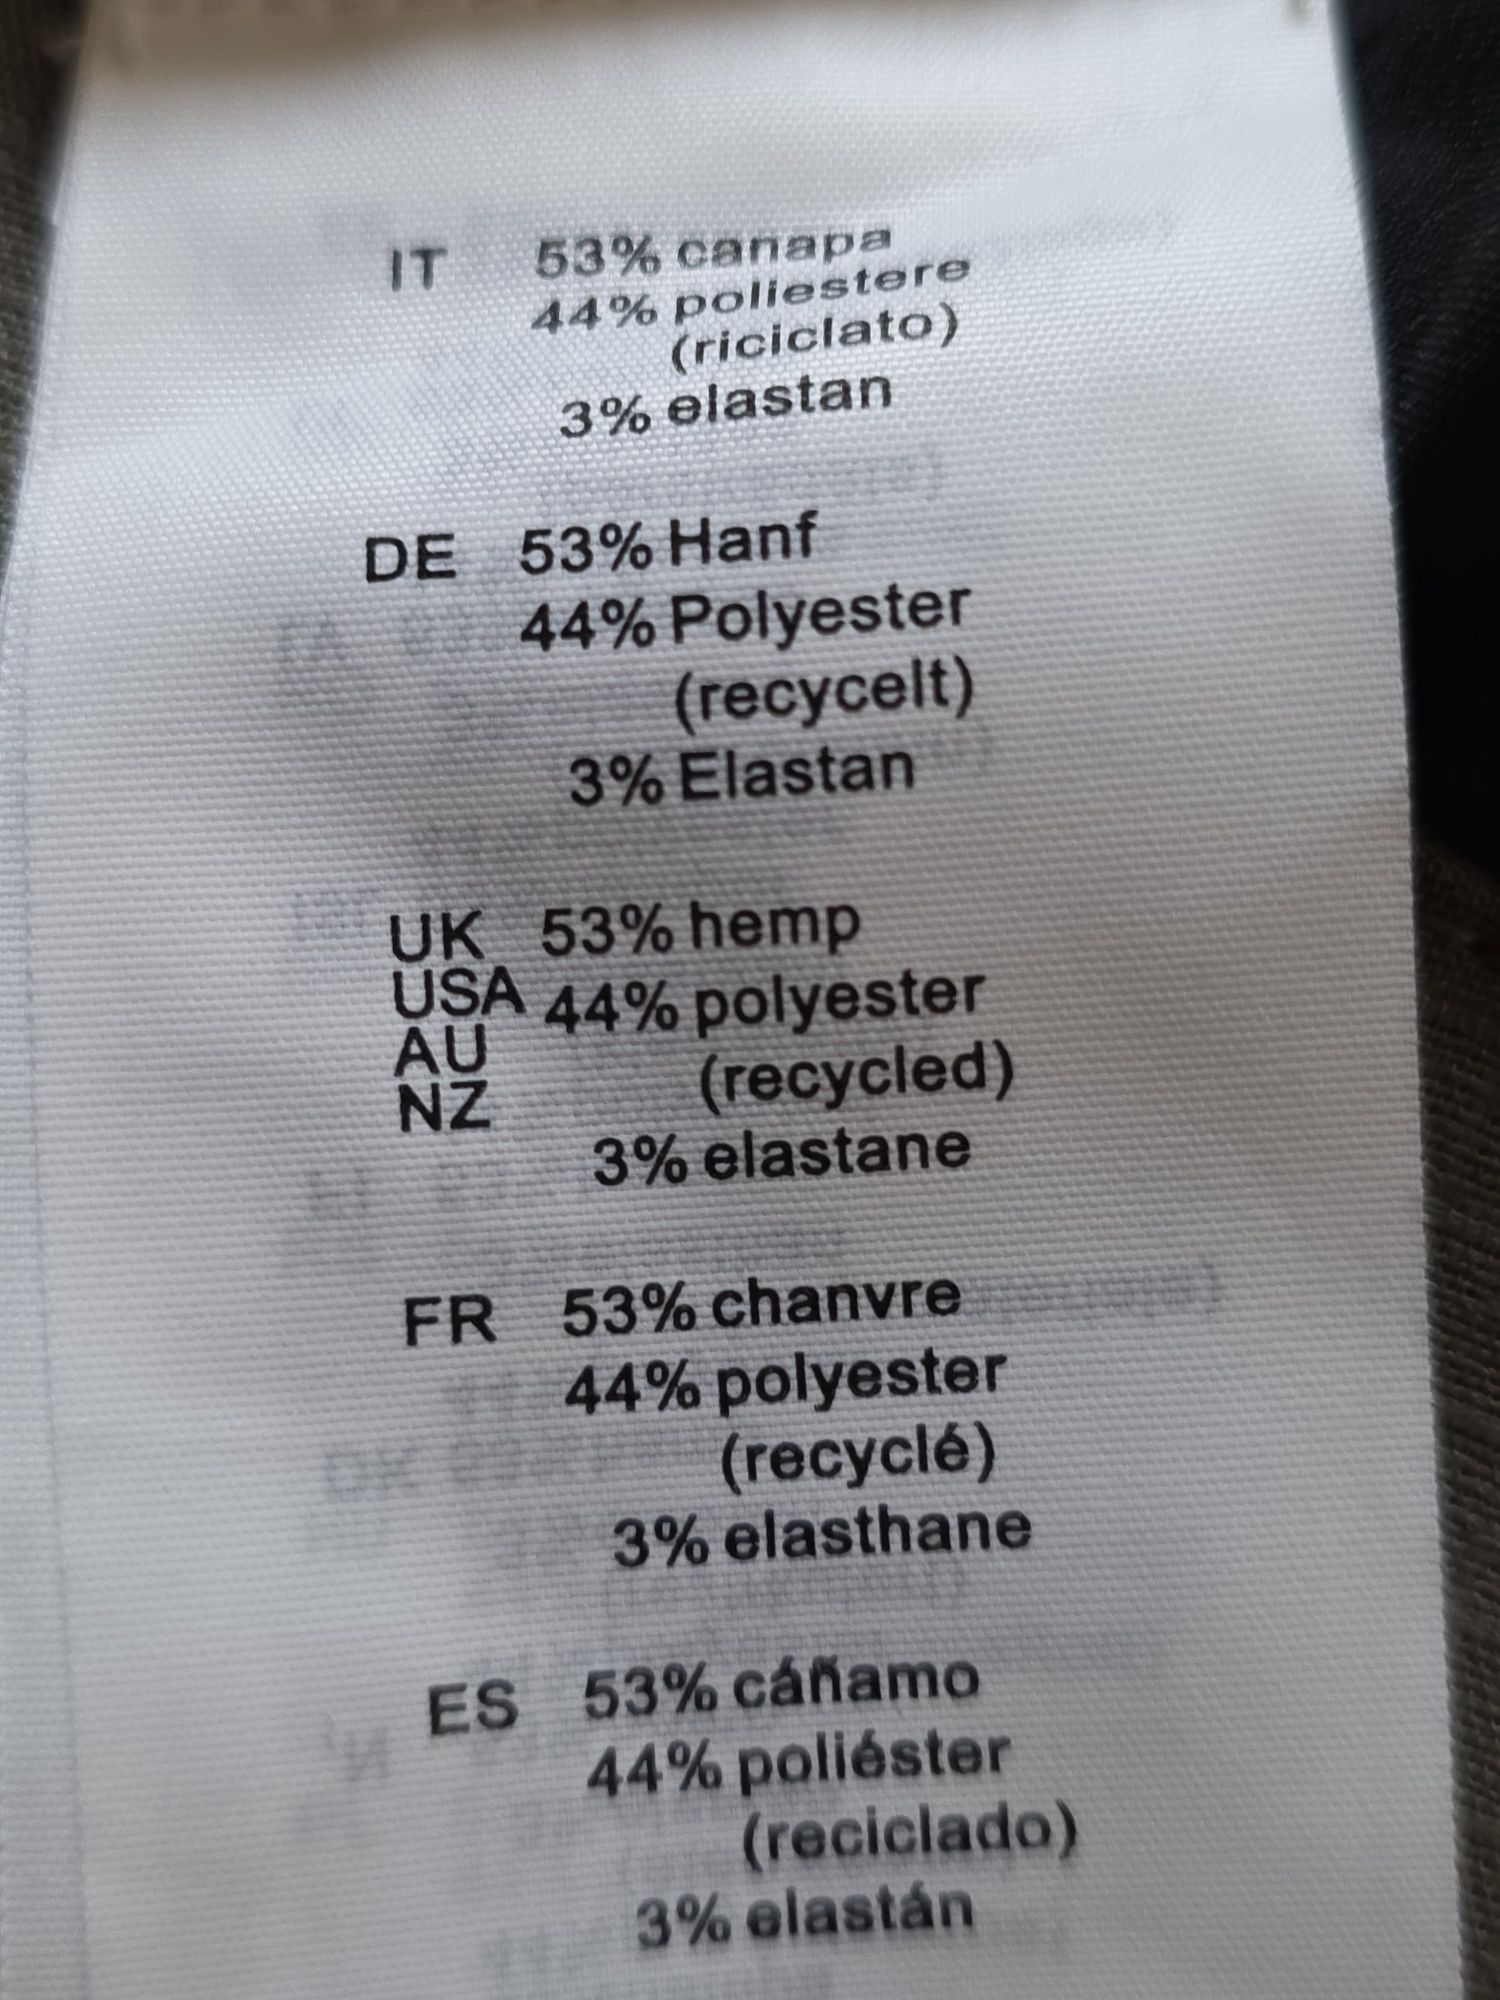 IT 53% canapa
44% poliestere
(riciclato)
3% elastan
DE 53% Hanf
44% Polyester
(recycelt)
3% Elastan
UK 53% hemp
USA 44% polyester
AU
(recycled)
NZ
3% elastane
FR 53% chanvre
44% polyester
(recyclé)
3% elasthane
ES 53% cáñamo
44% poliéster
(reciclado)
3% elastán